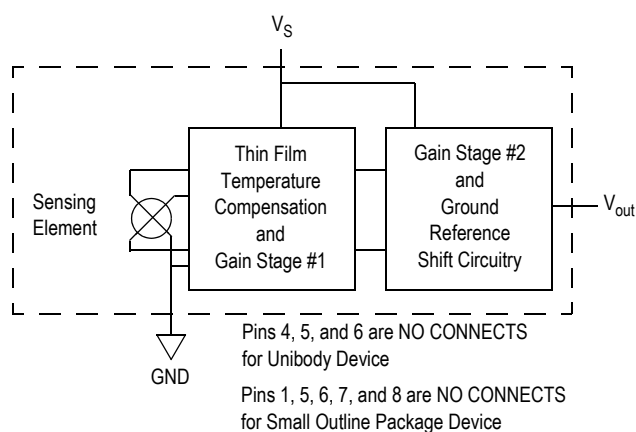 V_S
Thin Film
Temperature
Compensation
and
Gain Stage #1
Gain Stage #2
and
Ground
Reference
Shift Circuitry
Sensing
Element
V_out
GND
Pins 4, 5, and 6 are NO CONNECTS
for Unibody Device
Pins 1, 5, 6, 7, and 8 are NO CONNECTS
for Small Outline Package Device